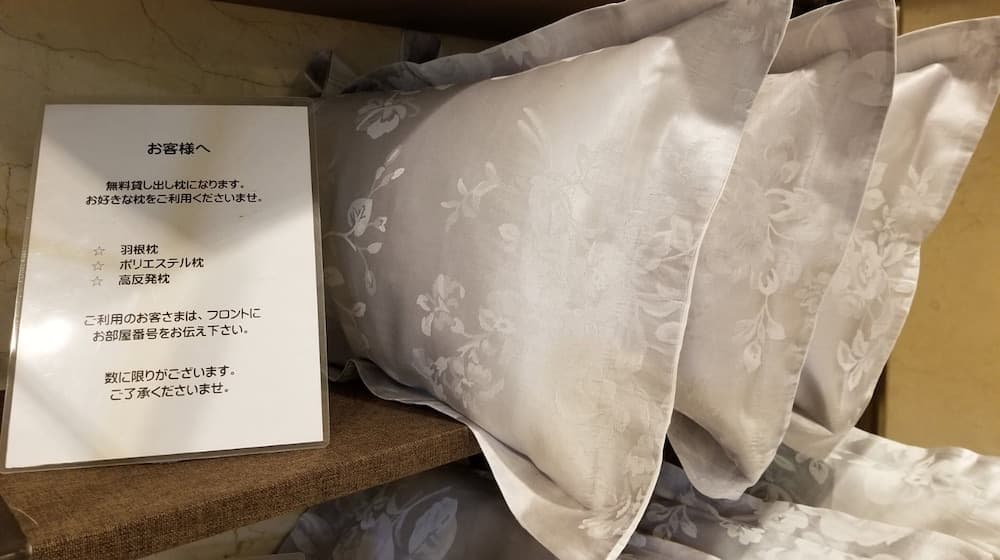 お客様へ
無料貸し出し枕になります。
お好きな枕をご利用くださいませ。
☆ 羽根枕
☆ ポリエステル枕
☆ 高反発枕
ご利用のお客さまは、フロントに
お部屋番号をお伝え下さい。
数に限りがございます。
ご了承くださいませ。